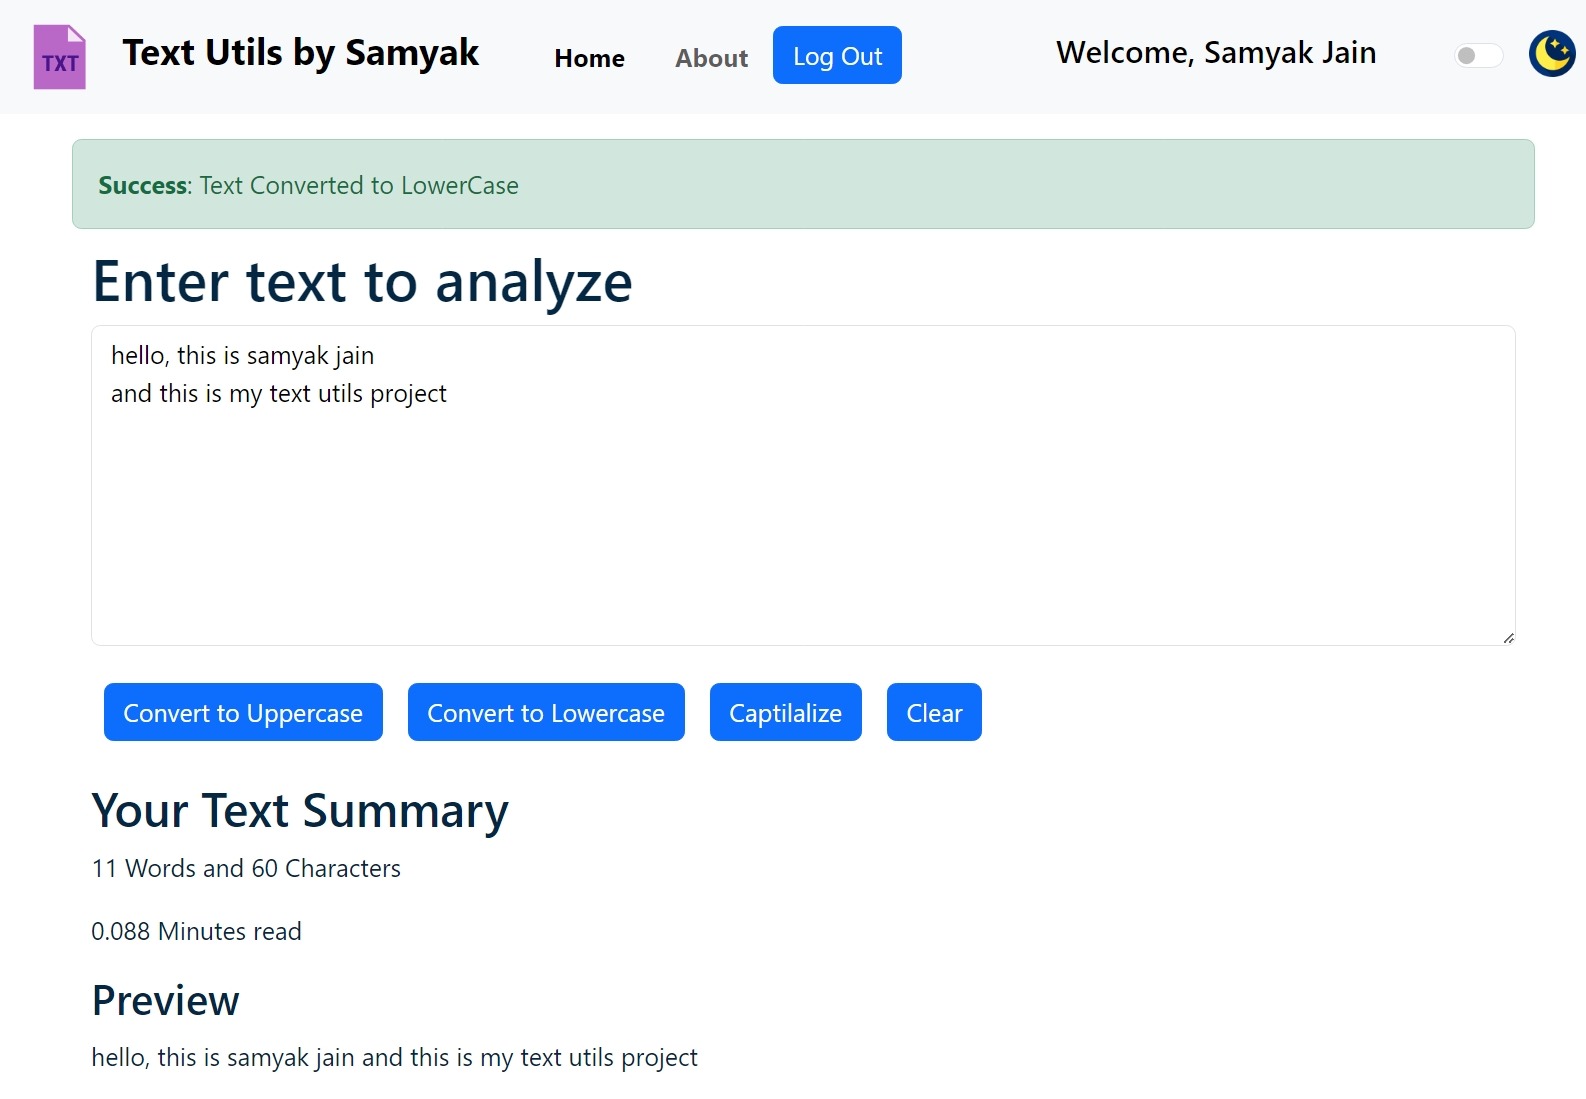 TXT
Text Utils by Samyak
Home
About
Log Out
Welcome, Samyak Jain
Success: Text Converted to LowerCase
Enter text to analyze
hello, this is samyak jain
and this is my text utils project
Convert to Uppercase
Convert to Lowercase
Captilalize
Clear
Your Text Summary
11 Words and 60 Characters
0.088 Minutes read
Preview
hello, this is samyak jain and this is my text utils project